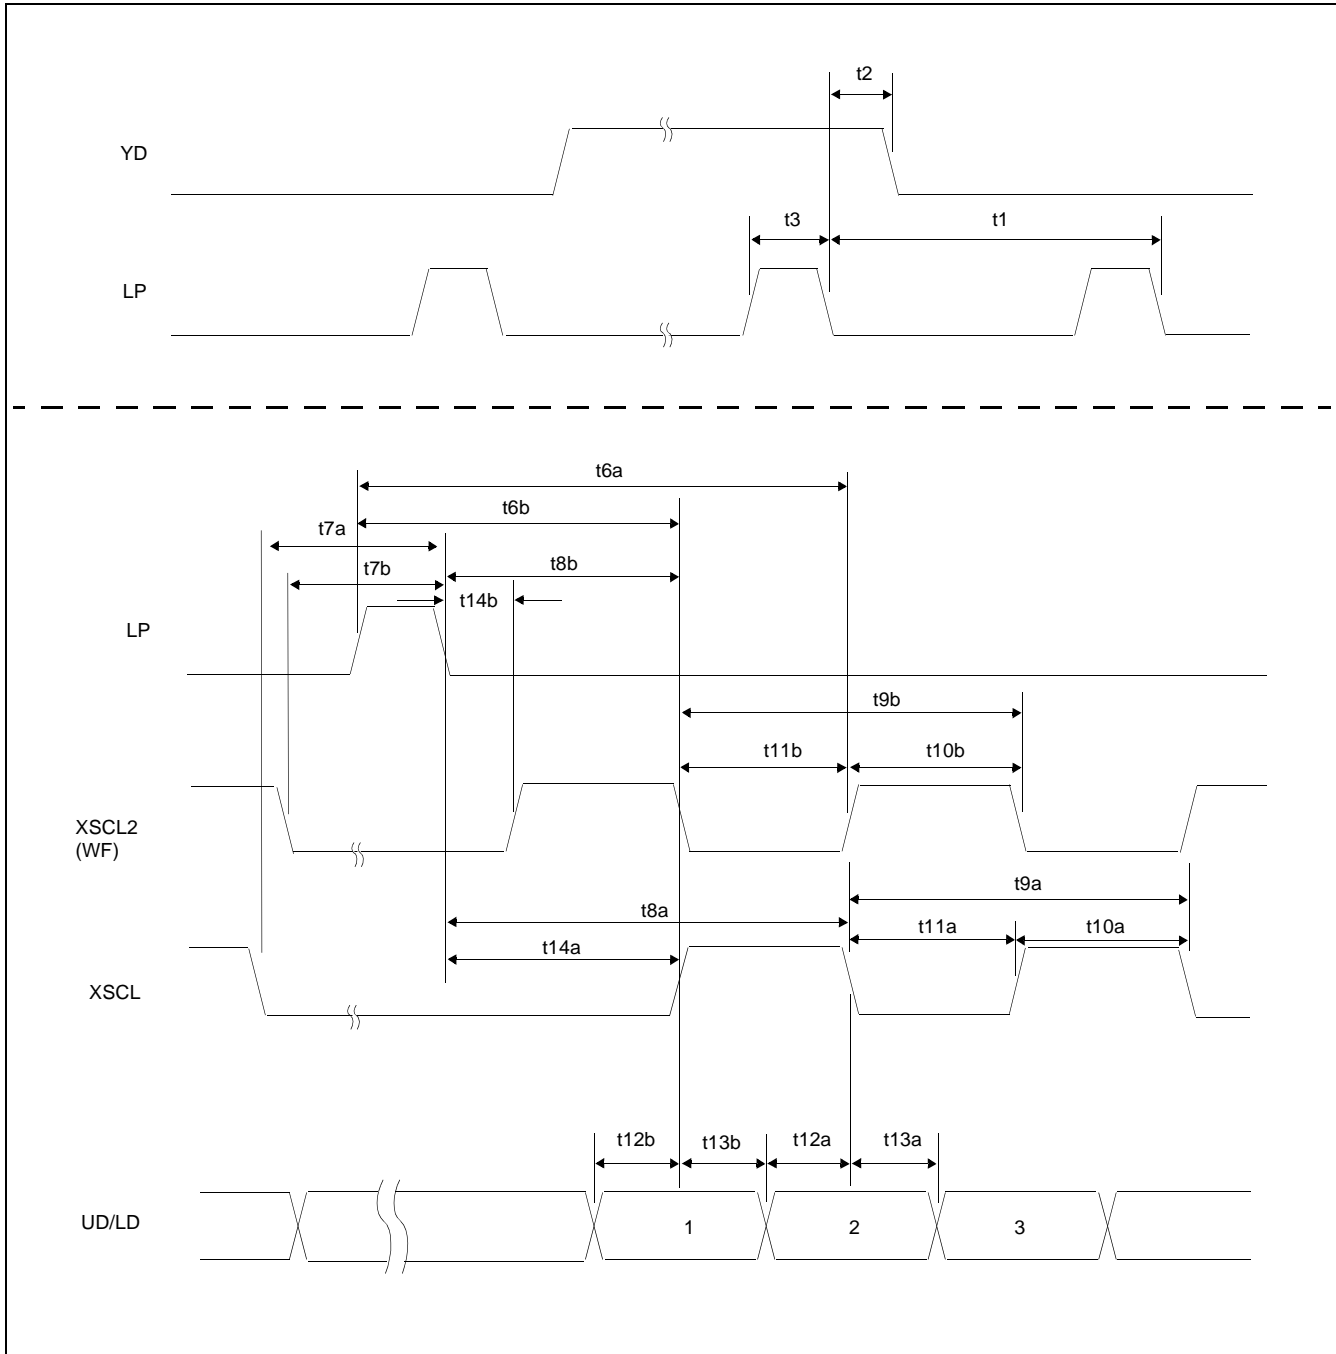 t2
YD
t3
t1
LP
t6a
t6b
t7a
t7b
t8b
t14b
LP
t9b
t11b
t10b
XSCL2
(WF)
t9a
t8a
t11a
t10a
t14a
XSCL
t12b
t13b
t12a
t13a
UD/LD
1
2
3